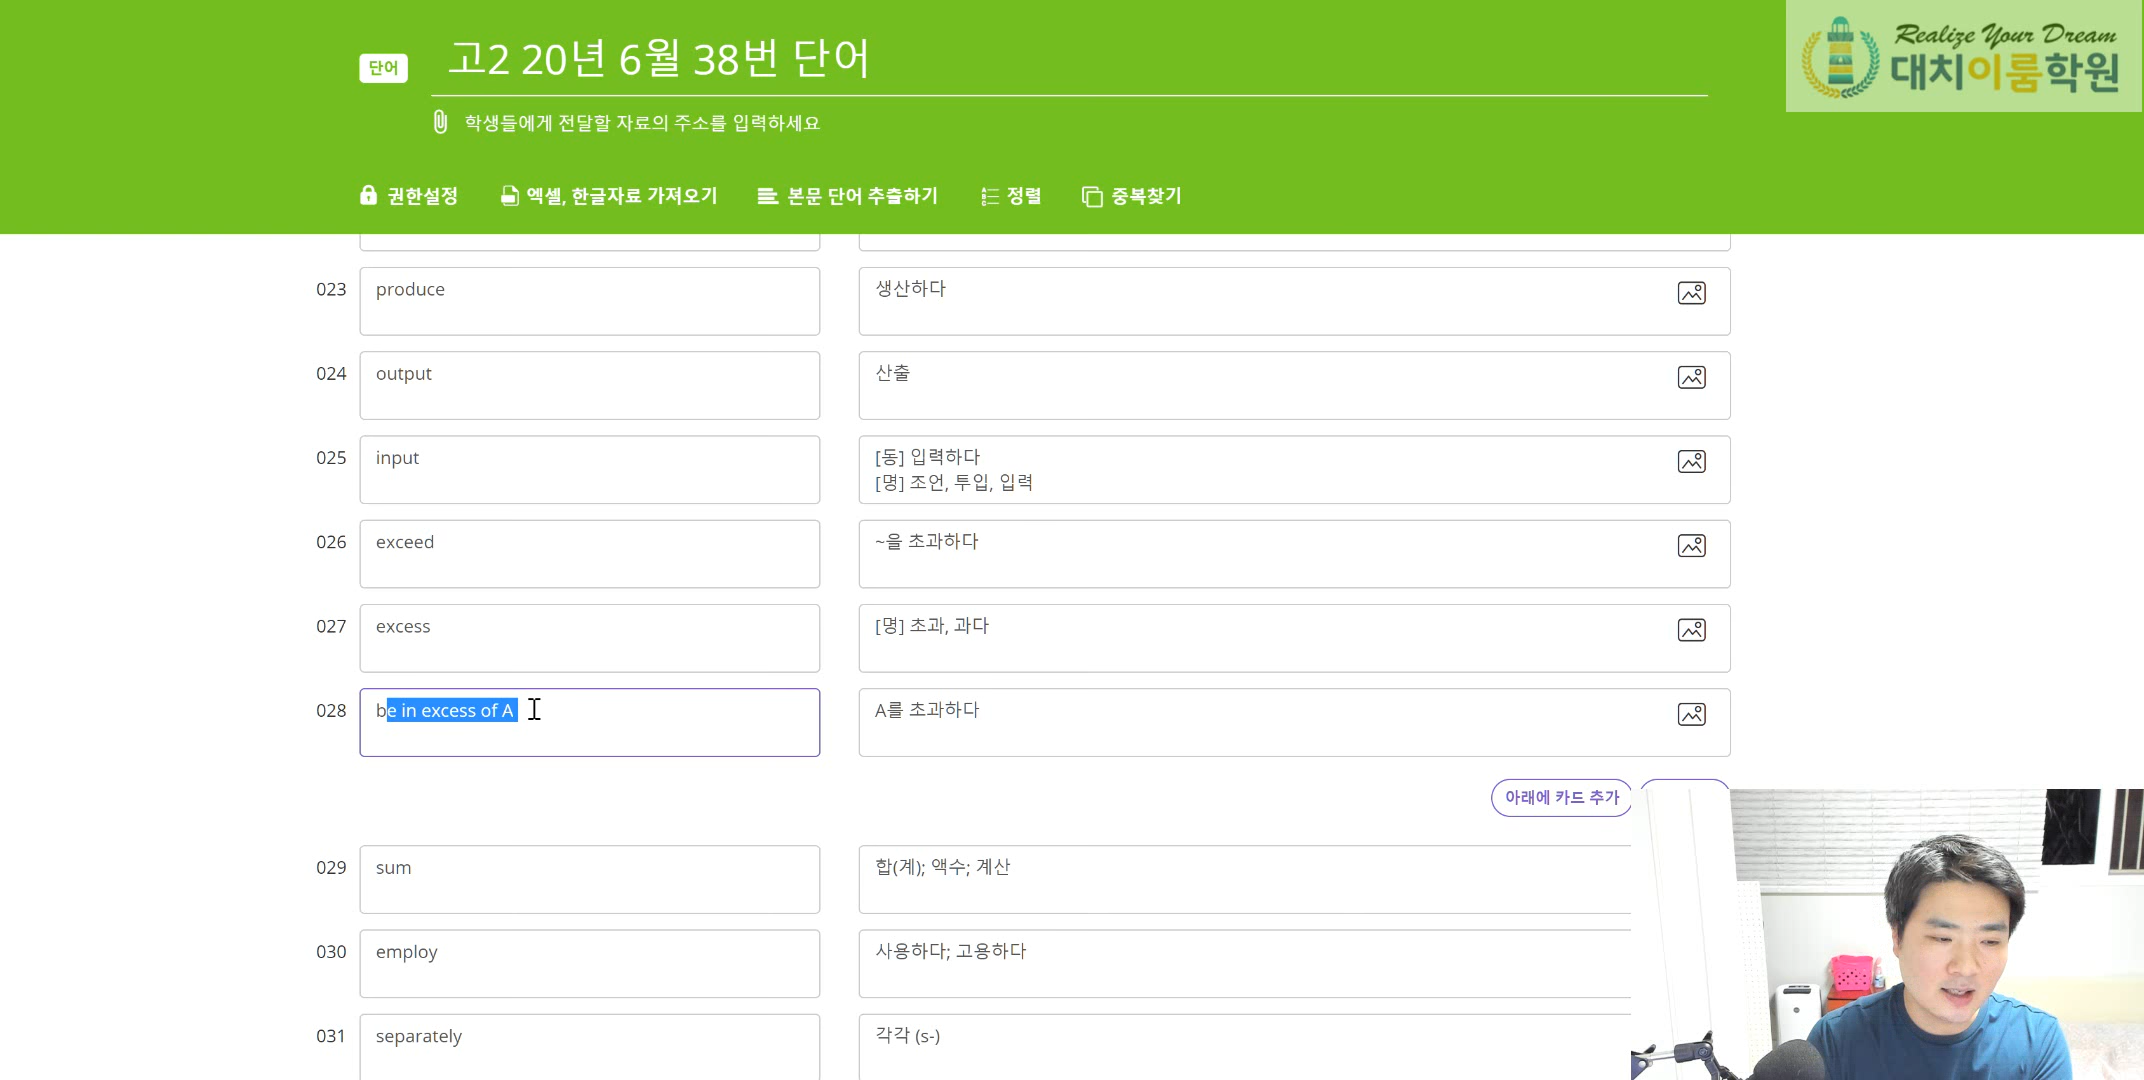 단어
고2 20년 6월 38번 단어
학생들에게 전달할 자료의 주소를 입력하세요
Realize Your Dream
대치이룸학원
권한설정
엑셀, 한글자료 가져오기
본문 단어 추출하기
정렬
중복찾기
023 produce 생산하다
024 output 산출
025 input [동] 입력하다
[명] 조언, 투입, 입력
026 exceed ~을 초과하다
027 excess [명] 초과, 과다
028 be in excess of A A를 초과하다
아래에 카드 추가
029 sum 합(계); 액수; 계산
030 employ 사용하다; 고용하다
031 separately 각각 (s-)